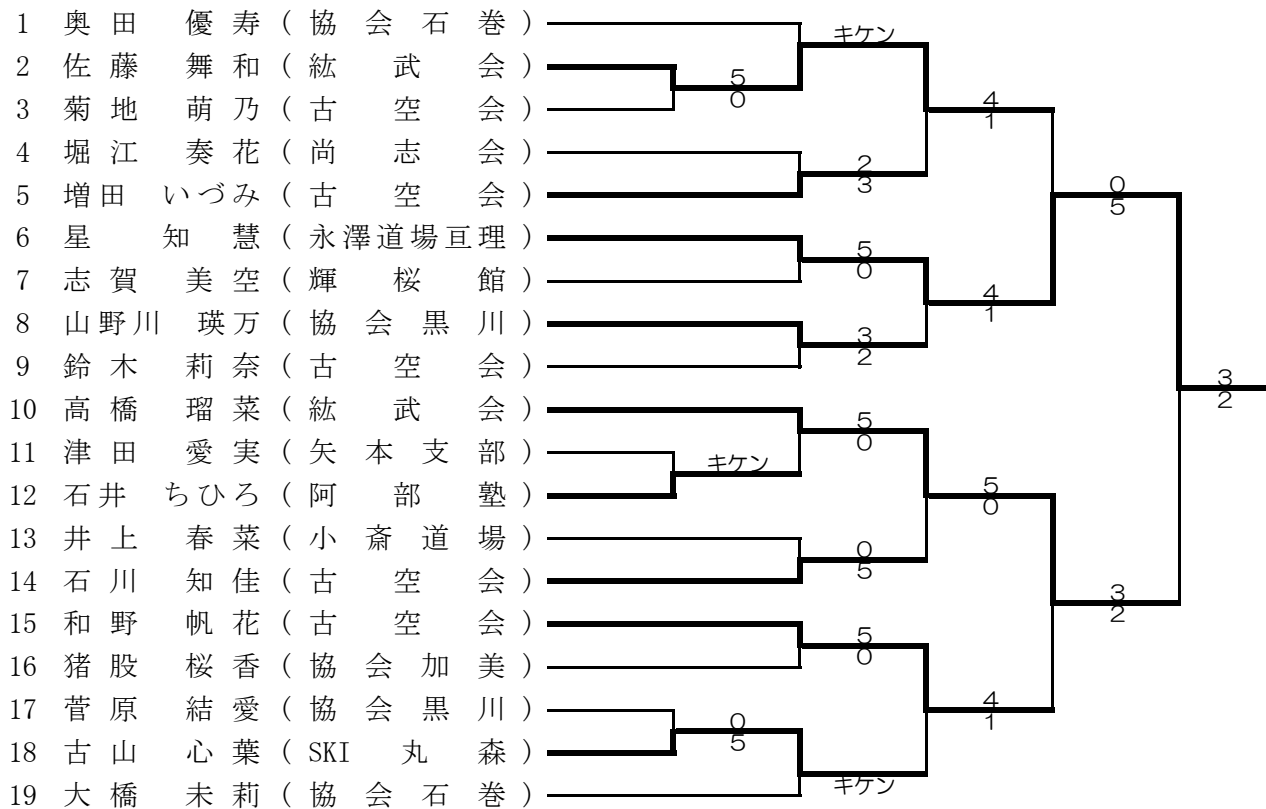 1 奥田 優寿 ( 協会石巻 )
キケン
2 佐藤 舞和 ( 紘武会 )
5
0
3 菊地 萌乃 ( 古空会 )
4
1
4 堀江 奏花 ( 尚志会 )
2
3
5 増田 いづみ ( 古空会 )
0
5
6 星 知慧 ( 永澤道場亘理 )
5
0
7 志賀 美空 ( 輝桜館 )
4
1
8 山野川 瑛万 ( 協会黒川 )
3
2
9 鈴木 莉奈 ( 古空会 )
3
2
10 高橋 瑠菜 ( 紘武会 )
5
0
11 津田 愛実 ( 矢本支部 )
キケン
12 石井 ちひろ ( 阿部塾 )
5
0
13 井上 春菜 ( 小斎道場 )
0
5
14 石川 知佳 ( 古空会 )
3
2
15 和野 帆花 ( 古空会 )
5
0
16 猪股 桜香 ( 協会加美 )
17 菅原 結愛 ( 協会黒川 )
4
1
18 古山 心葉 ( SKI 丸森 )
0
5
キケン
19 大橋 未莉 ( 協会石巻 )